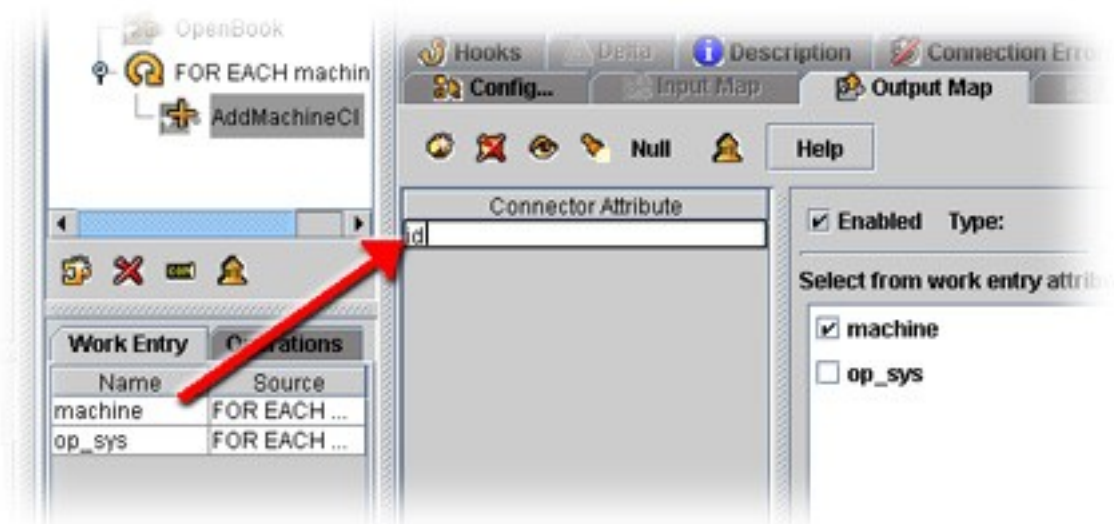 OpenBook
FOR EACH machin
AddMachineCl
Work Entry
Name Source
machine FOR EACH ...
op_sys FOR EACH ...
Hooks Delta Description Connection Erro
Config... Input Map Output Map
Null Help
Connector Attribute
id
Enabled Type:
Select from work entry attrib
machine
op_sys